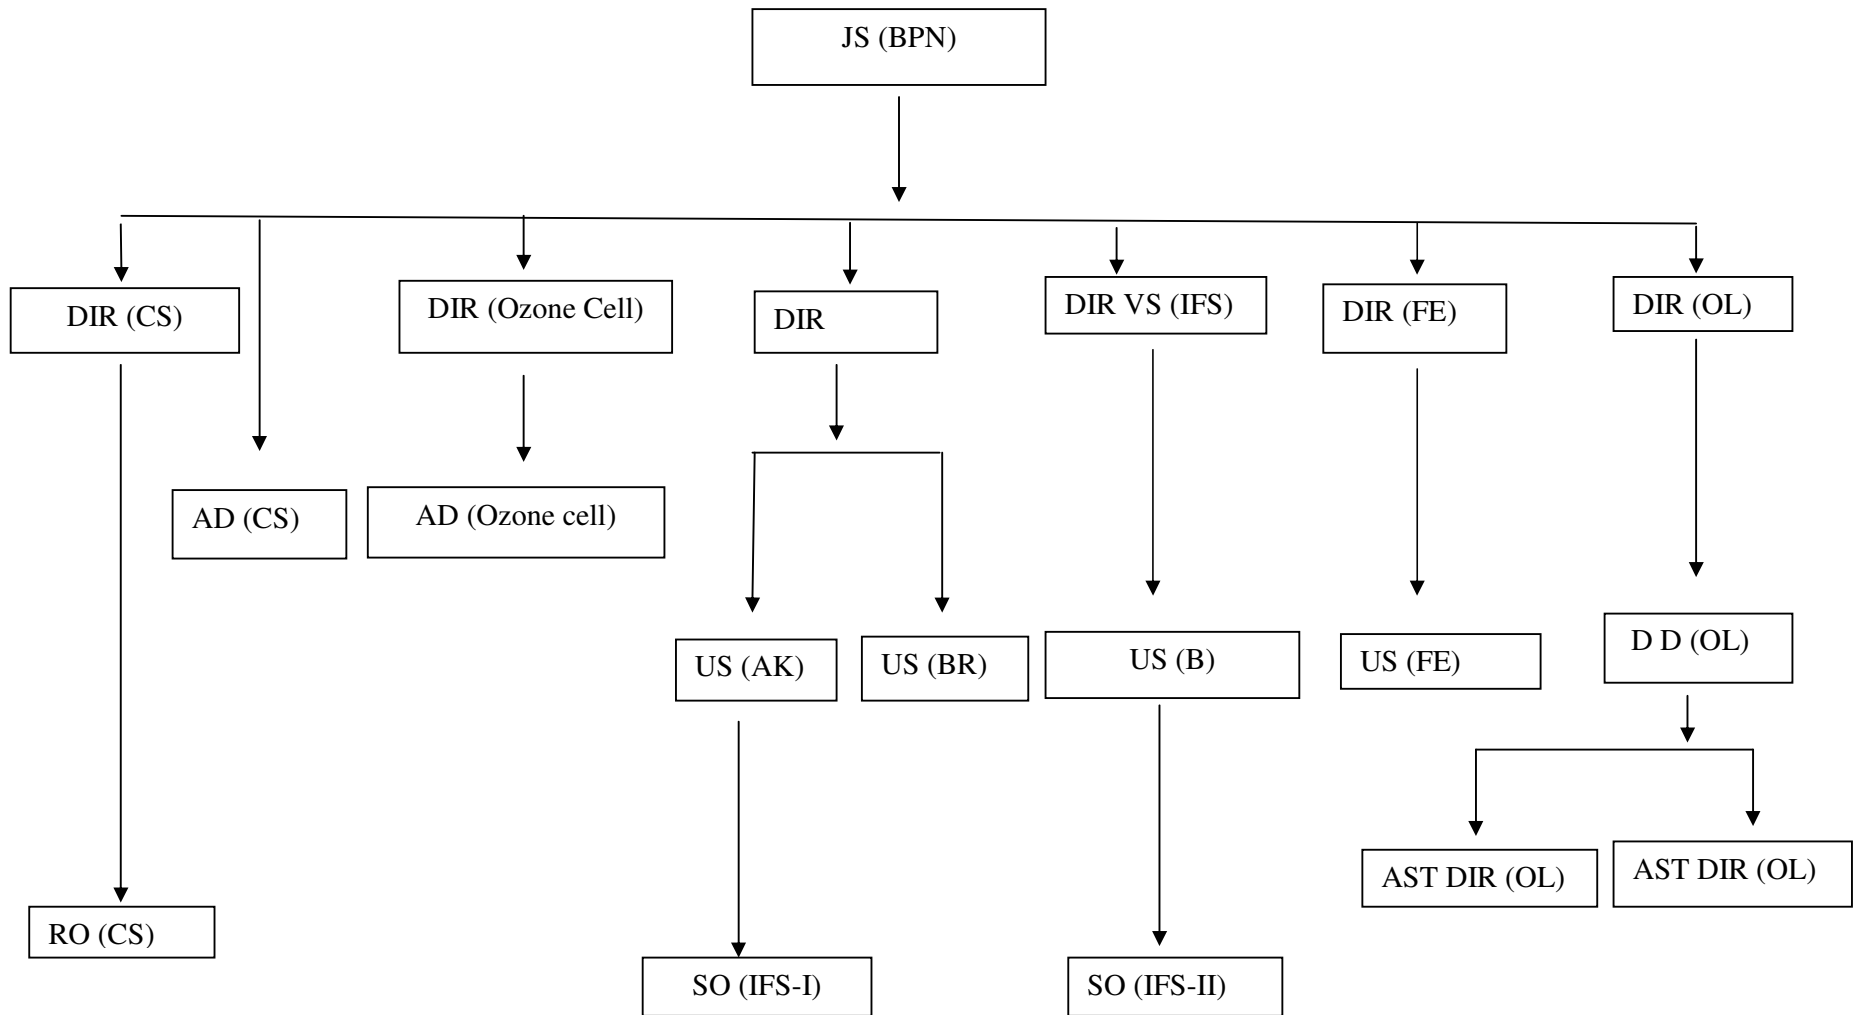 JS (BPN)
DIR (CS)
DIR (Ozone Cell)
DIR
DIR VS (IFS)
DIR (FE)
DIR (OL)
AD (CS)
AD (Ozone cell)
US (AK)
US (BR)
US (B)
US (FE)
D D (OL)
AST DIR (OL)
AST DIR (OL)
RO (CS)
SO (IFS-I)
SO (IFS-II)